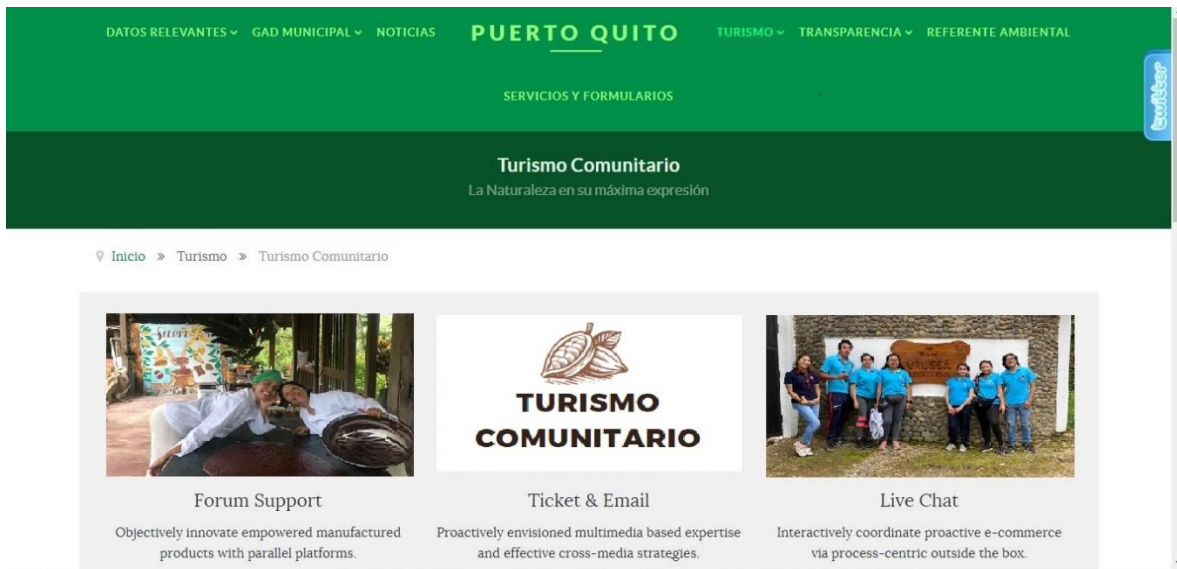 DATOS RELEVANTES GAD MUNICIPAL NOTICIAS PUERTO QUITO TURISMO TRANSPARENCIA REFERENTE AMBIENTAL
SERVICIOS Y FORMULARIOS
twitter
Turismo Comunitario
La Naturaleza en su máxima expresión
Inicio » Turismo » Turismo Comunitario
TURISMO
COMUNITARIO
Forum Support
Objectively innovate empowered manufactured
products with parallel platforms.
Ticket & Email
Proactively envisioned multimedia based expertise
and effective cross-media strategies.
Live Chat
Interactively coordinate proactive e-commerce
via process-centric outside the box.